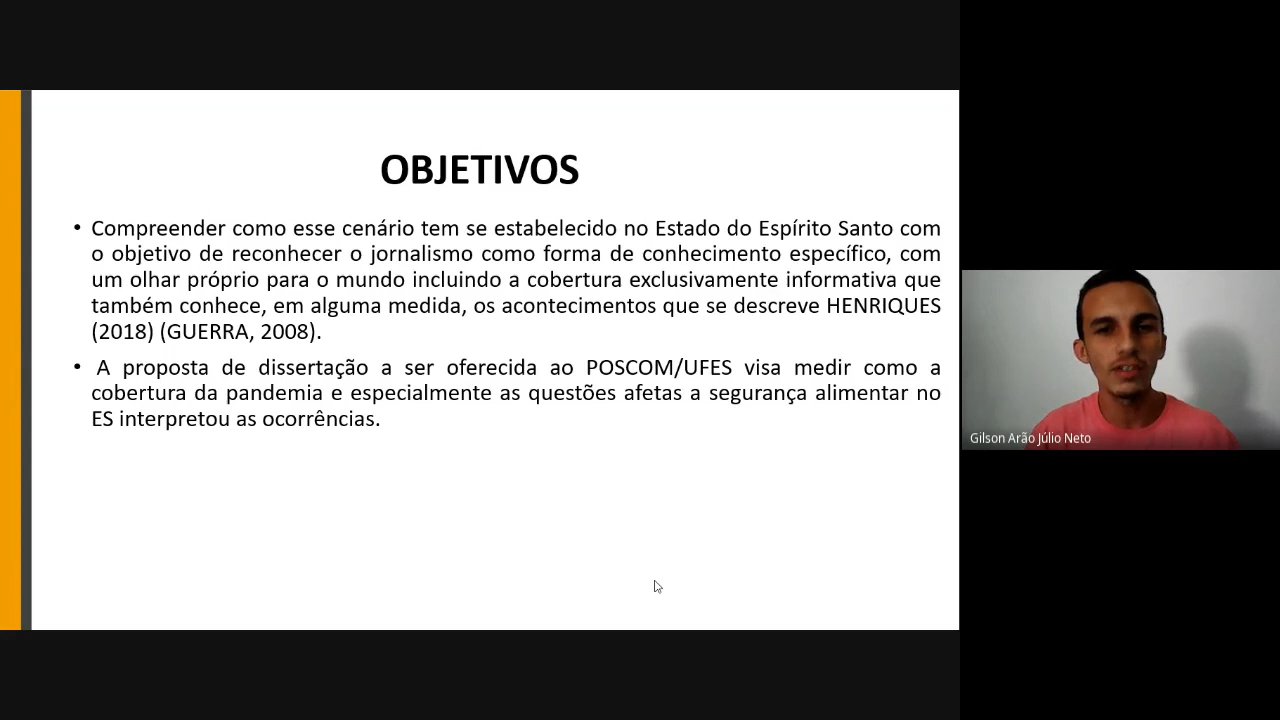 OBJETIVOS
• Compreender como esse cenário tem se estabelecido no Estado do Espírito Santo com
o objetivo de reconhecer o jornalismo como forma de conhecimento específico, com
um olhar próprio para o mundo incluindo a cobertura exclusivamente informativa que
também conhece, em alguma medida, os acontecimentos que se descreve HENRIQUES
(2018) (GUERRA, 2008).
• A proposta de dissertação a ser oferecida ao POSCOM/UFES visa medir como a
cobertura da pandemia e especialmente as questões afetas a segurança alimentar no
ES interpretou as ocorrências.
Gilson Arão Júlio Neto